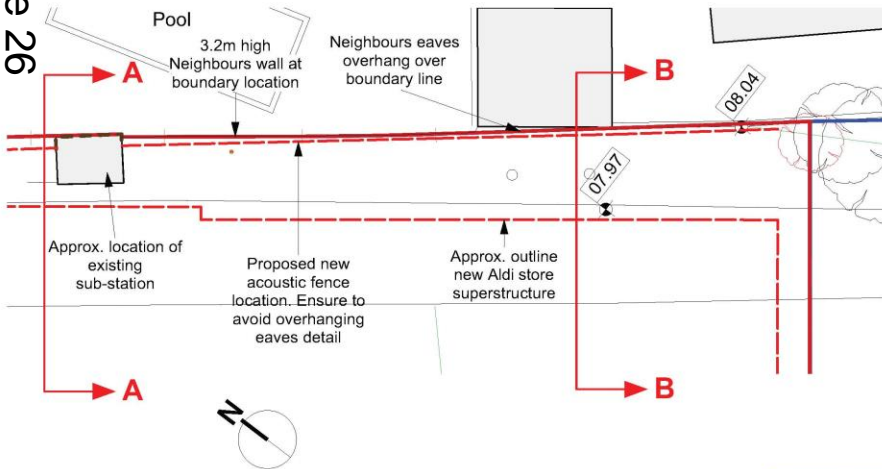 e 26
Pool
3.2m high
Neighbours wall at
boundary location
Neighbours eaves
overhang over
boundary line
A
B
08.04
07.97
Approx. location of
existing
sub-station
Proposed new
acoustic fence
location. Ensure to
avoid overhanging
eaves detail
Approx. outline
new Aldi store
superstructure
A
B
N